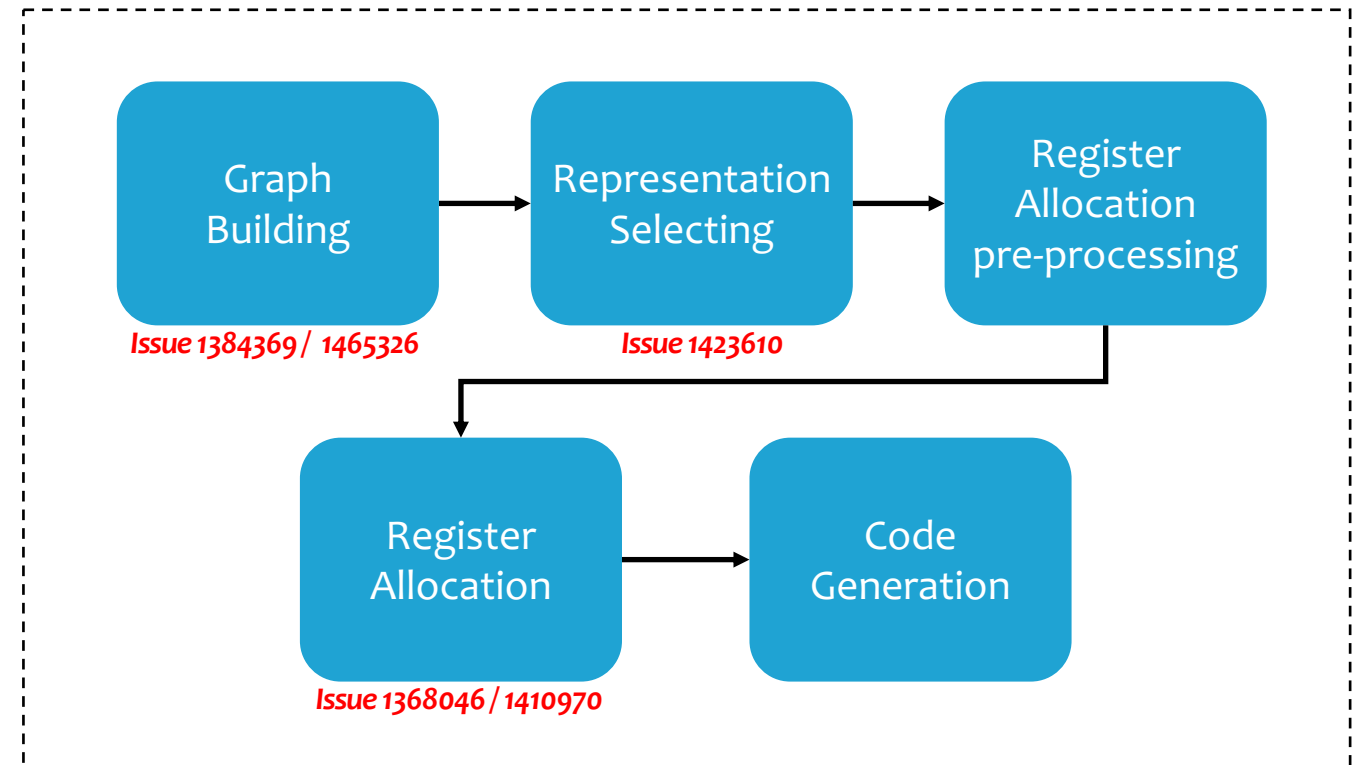 Graph
Building
Issue 1384369 / 1465326
Representation
Selecting
Issue 1423610
Register
Allocation
pre-processing
Register
Allocation
Issue 1368046 / 1410970
Code
Generation